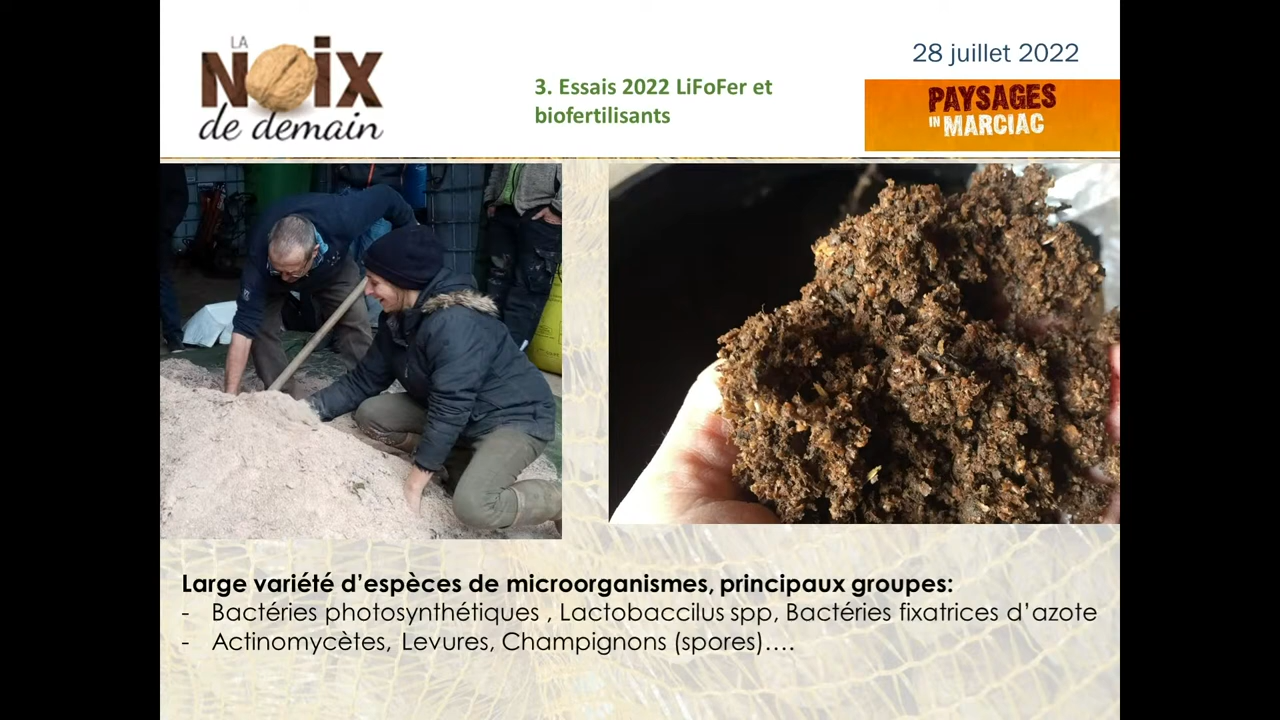 LA
NOIX
de demain
3. Essais 2022 LiFoFer et
biofertilisants
28 juillet 2022
PAYSAGES
IN MARCIAC
Large variété d’espèces de microorganismes, principaux groupes:
- Bactéries photosynthétiques , Lactobaccilus spp, Bactéries fixatrices d’azote
- Actinomycètes, Levures, Champignons (spores)….